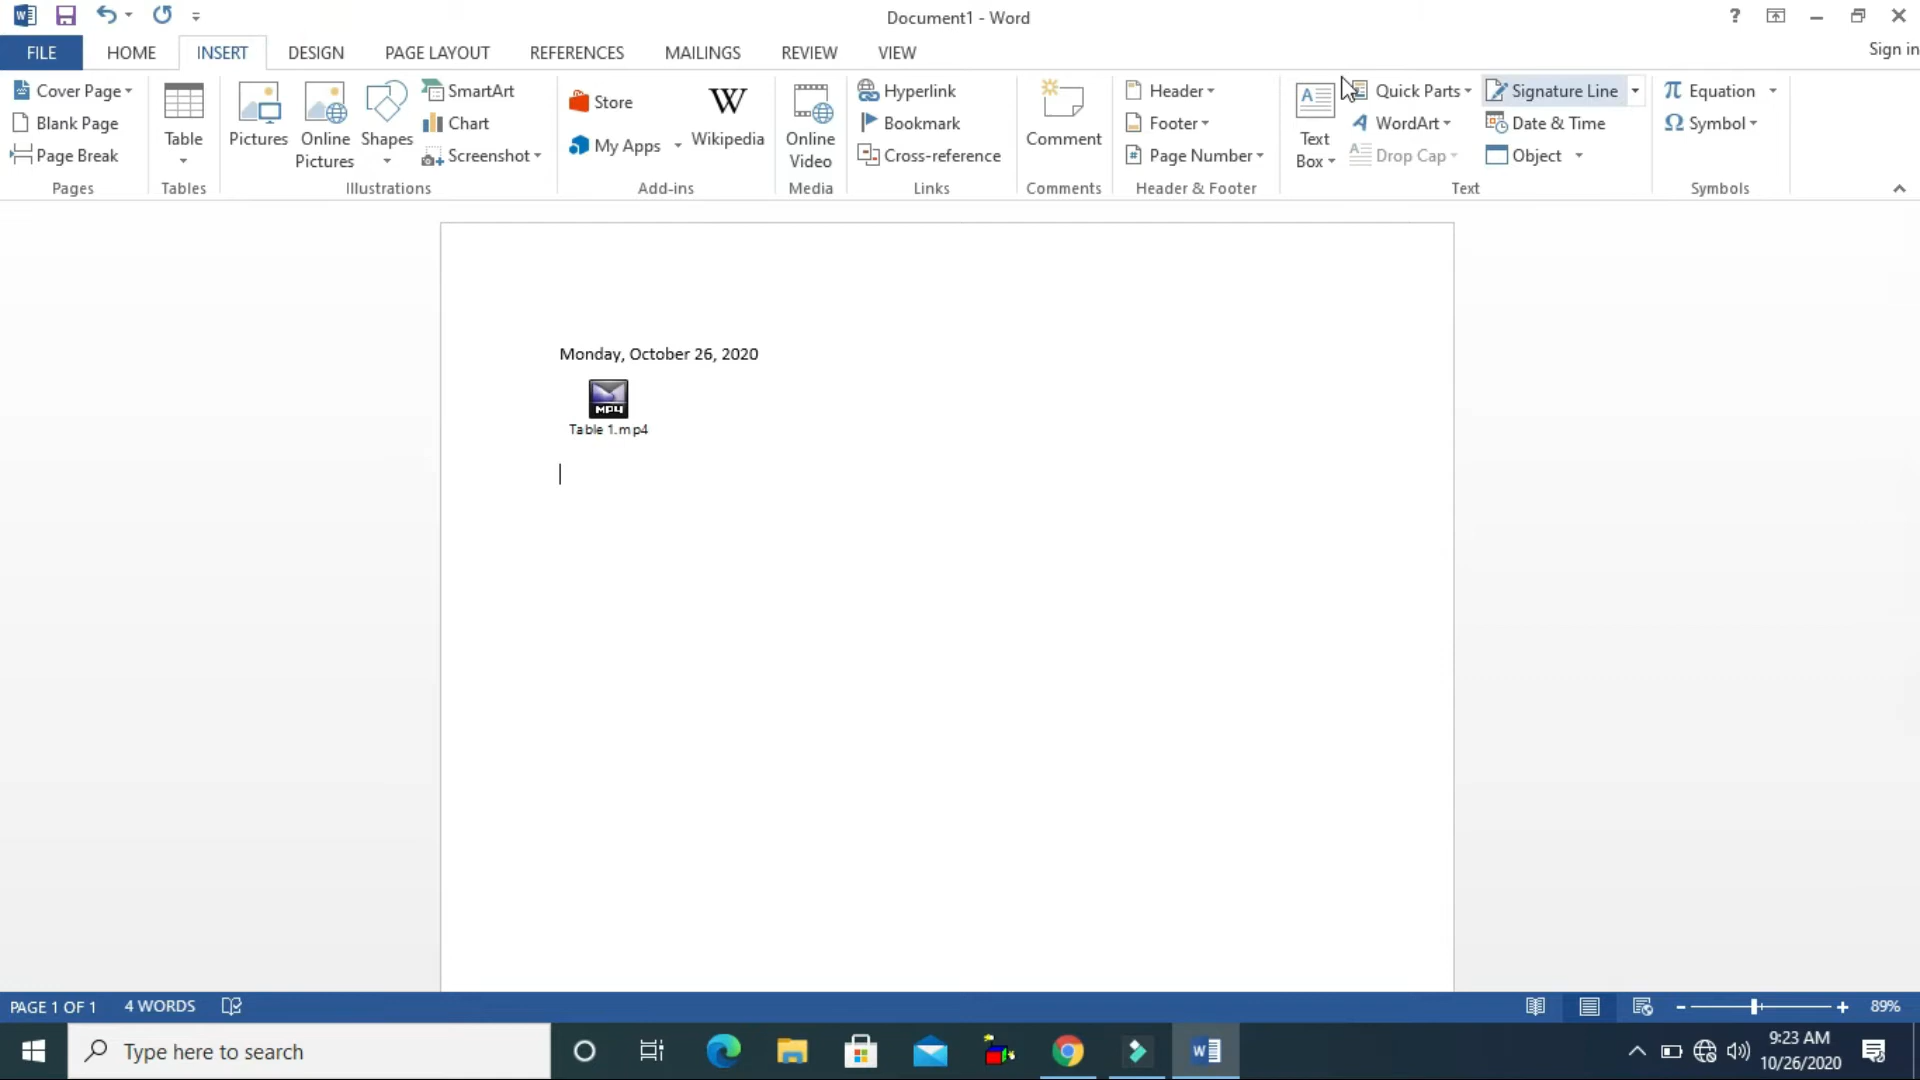 Document1 - Word
?
FILE HOME INSERT DESIGN PAGE LAYOUT REFERENCES MAILINGS REVIEW VIEW
Sign in
Cover Page
Blank Page
Page Break
Pages
Table
Tables
Pictures
Online
Pictures
Shapes
SmartArt
Chart
Screenshot
Illustrations
Store
My Apps
W
Wikipedia
Add-ins
Online
Video
Media
Hyperlink
Bookmark
Cross-reference
Links
Comment
Comments
Header
Footer
Page Number
Header & Footer
Text
Box
Quick Parts
WordArt
Drop Cap
Signature Line
Date & Time
Object
Text
π Equation
Ω Symbol
Symbols
Monday, October 26, 2020
MP4
Table 1.mp4
PAGE 1 OF 1 4 WORDS
- + 89%
Type here to search
9:23 AM
10/26/2020